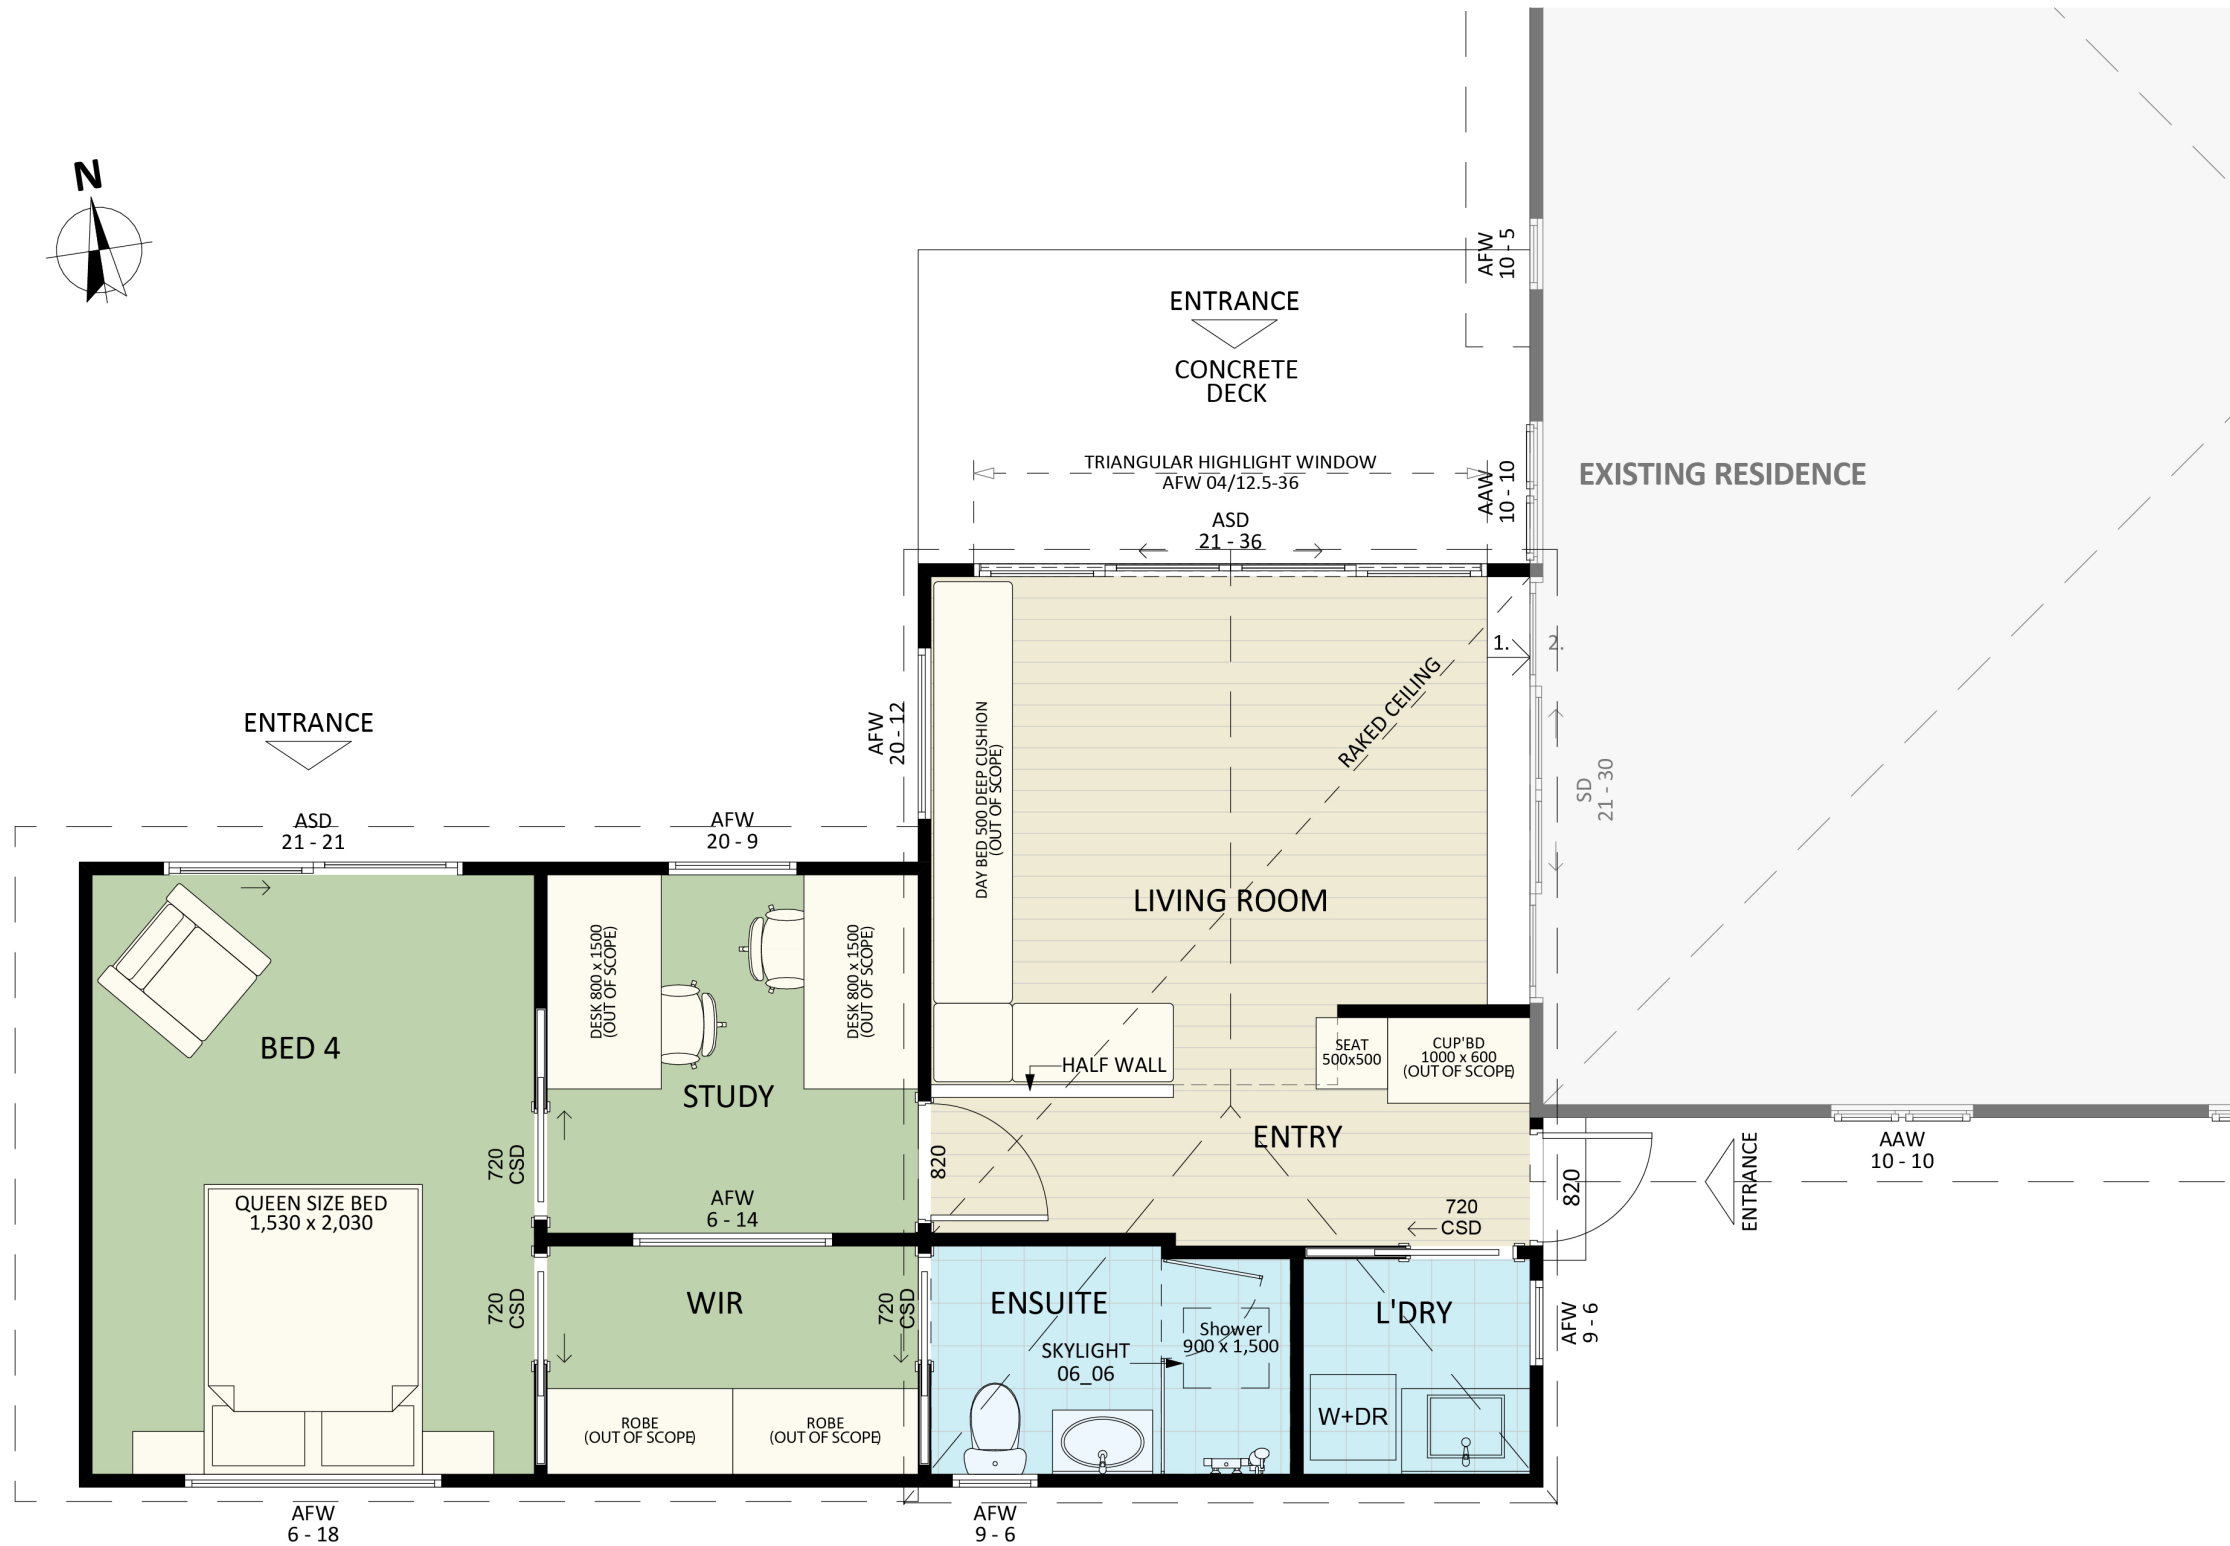 N
AFW
10 - 5
ENTRANCE
CONCRETE
DECK
TRIANGULAR HIGHLIGHT WINDOW
AFW 04/12.5-36
AAW
10 - 10
EXISTING RESIDENCE
ASD
21 - 36
1.
2.
RAKED CEILING
AFW
20 - 12
ENTRANCE
DAY BED 500 DEEP CUSHION
(OUT OF SCOPE)
SD
21 - 30
ASD
21 - 21
AFW
20 - 9
LIVING ROOM
DESK 800 x 1500
(OUT OF SCOPE)
DESK 800 x 1500
(OUT OF SCOPE)
BED 4
STUDY
HALF WALL
SEAT
500x500
CUP'BD
1000 x 600
(OUT OF SCOPE)
ENTRY
720
CSD
820
820
ENTRANCE
AAW
10 - 10
QUEEN SIZE BED
1,530 x 2,030
AFW
6 - 14
720
CSD
720
CSD
WIR
720
CSD
ENSUITE
L'DRY
AFW
9 - 6
Shower
900 x 1,500
SKYLIGHT
06_06
ROBE
(OUT OF SCOPE)
ROBE
(OUT OF SCOPE)
W+DR
AFW
6 - 18
AFW
9 - 6